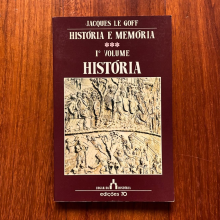 JACQUES LE GOFF
HISTÓRIA E MEMÓRIA
***
1º VOLUME
HISTÓRIA
edições 70